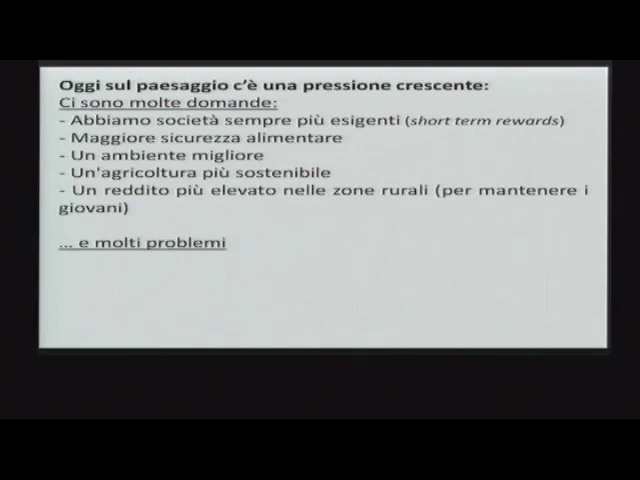 Oggi sul paesaggio c'è una pressione crescente:
Ci sono molte domande:
- Abbiamo società sempre più esigenti (short term rewards)
- Maggiore sicurezza alimentare
- Un ambiente migliore
- Un'agricoltura più sostenibile
- Un reddito più elevato nelle zone rurali (per mantenere i
giovani)
... e molti problemi